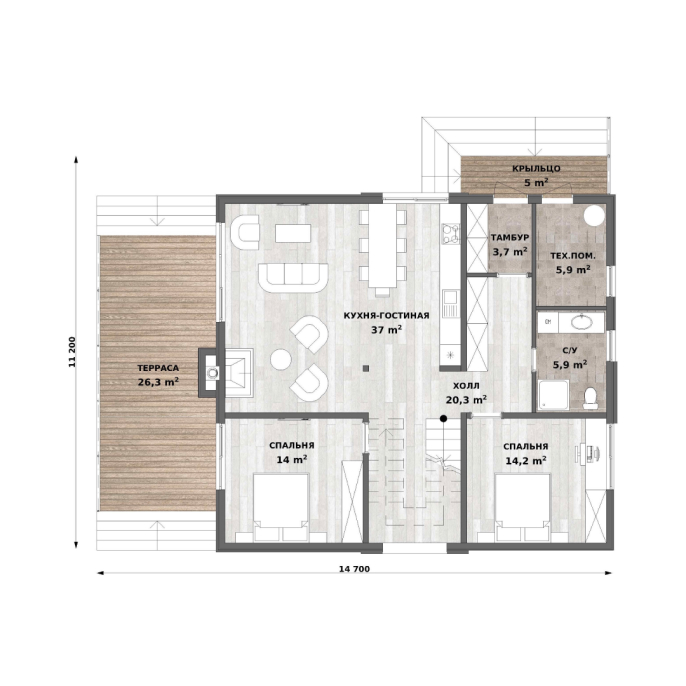 КРЫЛЬЦО
5 m²
ТАМБУР
3,7 m²
ТЕХ.ПОМ.
5,9 m²
КУХНЯ-ГОСТИНАЯ
37 m²
11 200
С/У
5,9 m²
ТЕРРАСА
26,3 m²
ХОЛЛ
20,3 m²
СПАЛЬНЯ
14 m²
СПАЛЬНЯ
14,2 m²
14 700